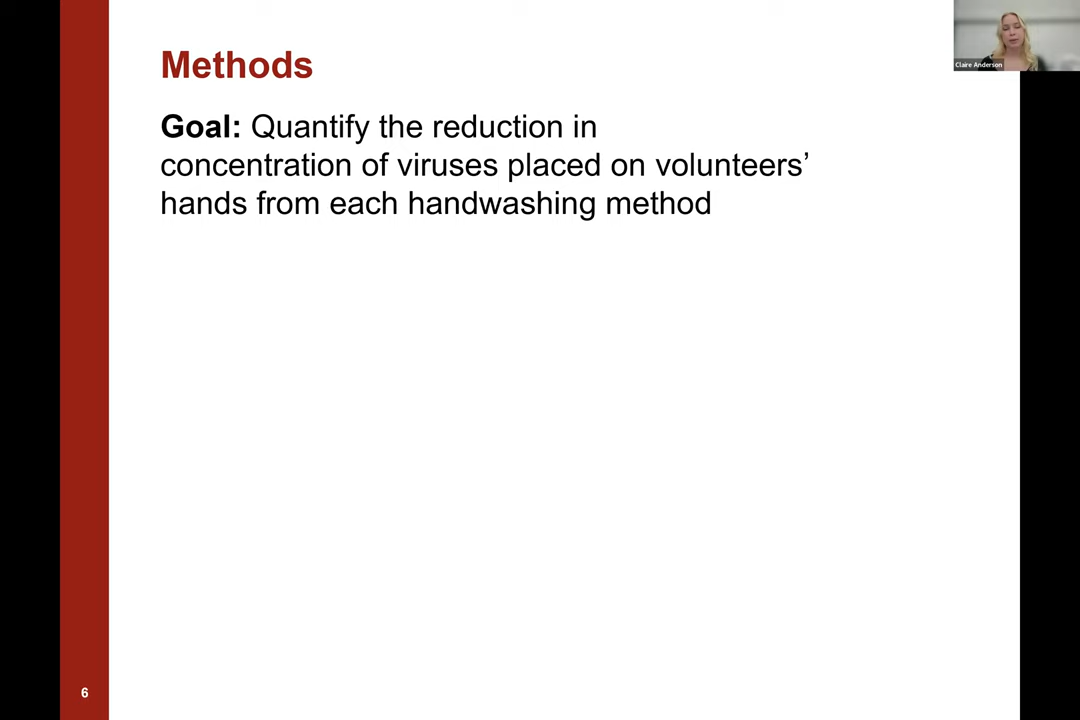 Methods
Goal: Quantify the reduction in
concentration of viruses placed on volunteers’
hands from each handwashing method
Claire Anderson
6